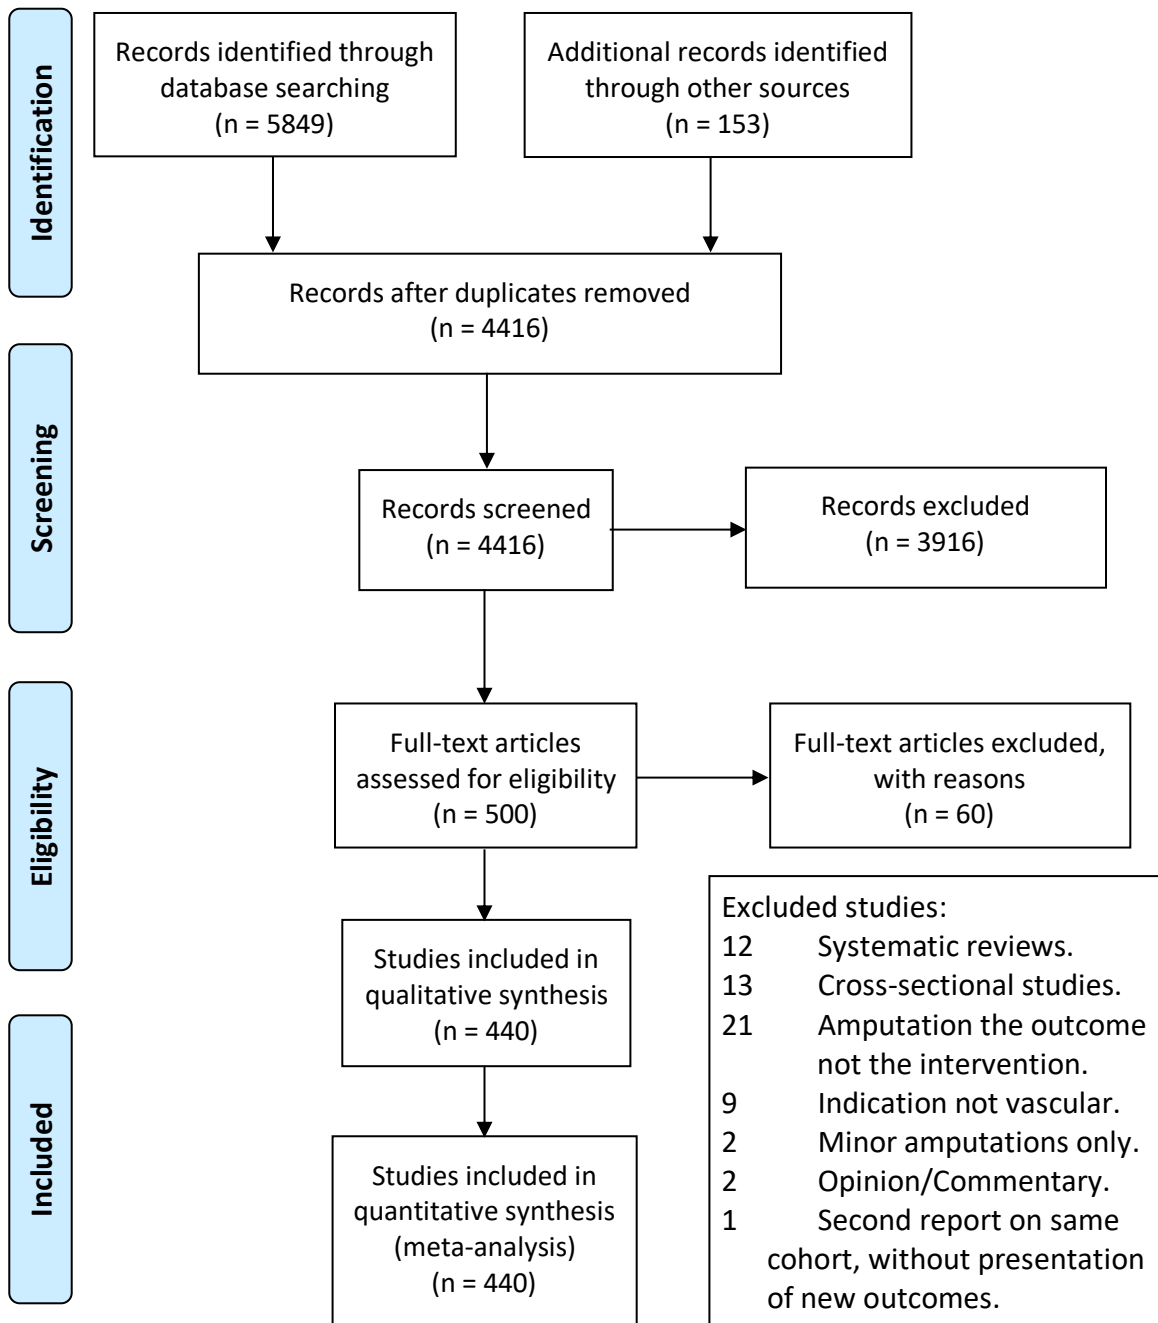 Identification
Records identified through
database searching
(n = 5849)
Additional records identified
through other sources
(n = 153)
Records after duplicates removed
(n = 4416)
Screening
Records screened
(n = 4416)
Records excluded
(n = 3916)
Eligibility
Full-text articles
assessed for eligibility
(n = 500)
Full-text articles excluded,
with reasons
(n = 60)
Studies included in
qualitative synthesis
(n = 440)
Included
Studies included in
quantitative synthesis
(meta-analysis)
(n = 440)
Excluded studies:
12 Systematic reviews.
13 Cross-sectional studies.
21 Amputation the outcome
not the intervention.
9 Indication not vascular.
2 Minor amputations only.
2 Opinion/Commentary.
1 Second report on same
cohort, without presentation
of new outcomes.